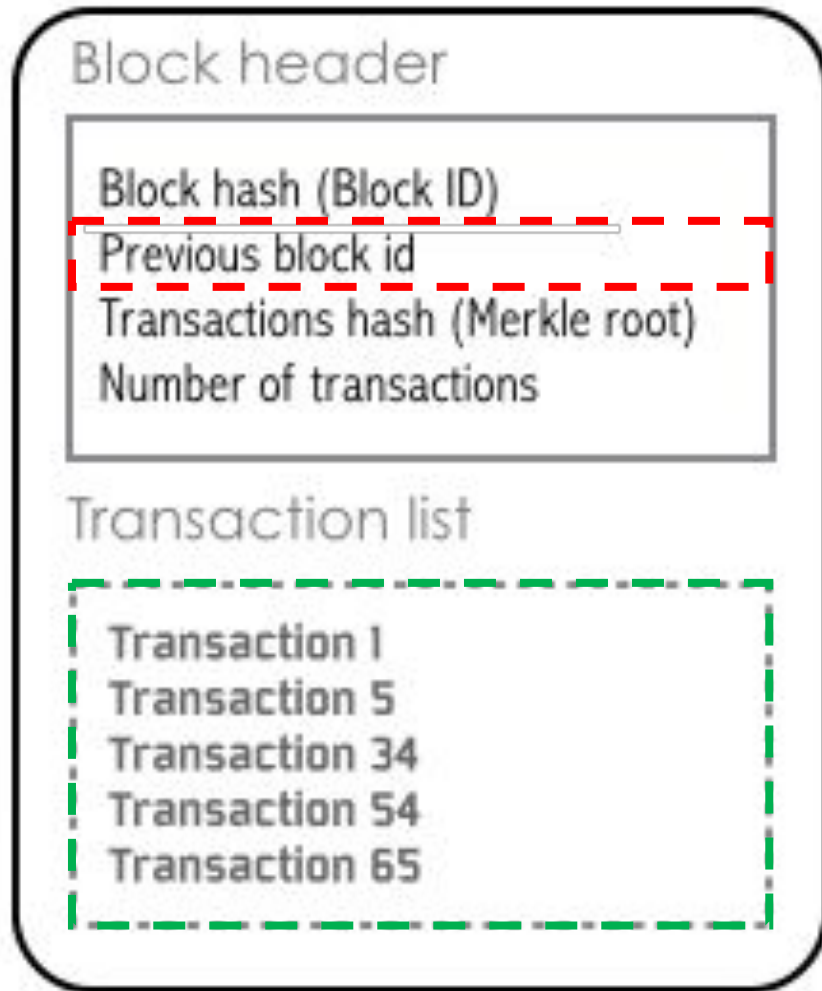 Block header
Block hash (Block ID)
Previous block id
Transactions hash (Merkle root)
Number of transactions
Transaction list
Transaction 1
Transaction 5
Transaction 34
Transaction 54
Transaction 65